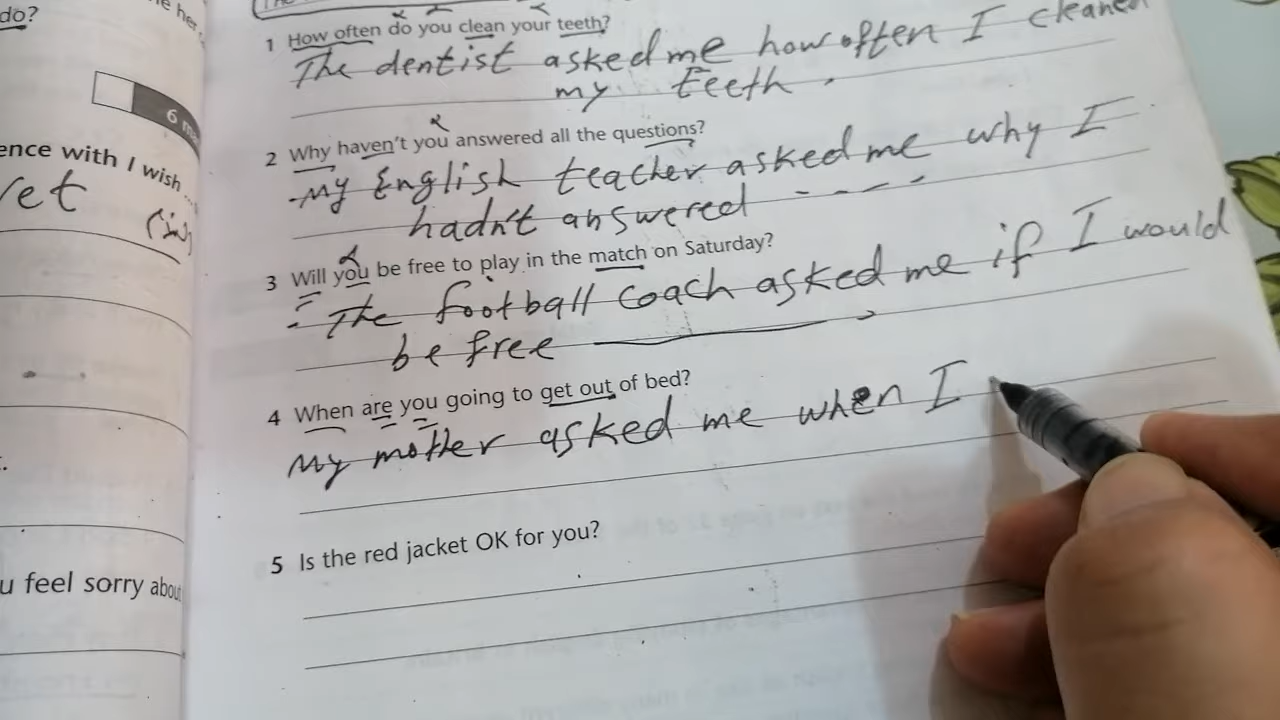 do?
1 How often do you clean your teeth?
The dentist asked me how often I cleaned
my teeth.
2 Why haven't you answered all the questions?
-My English teacher asked me why I
hadn't answered ----
3 Will you be free to play in the match on Saturday?
- The football coach asked me if I would
be free
4 When are you going to get out of bed?
My mother asked me when I
5 Is the red jacket OK for you?
6
ence with I wish ...
u feel sorry about